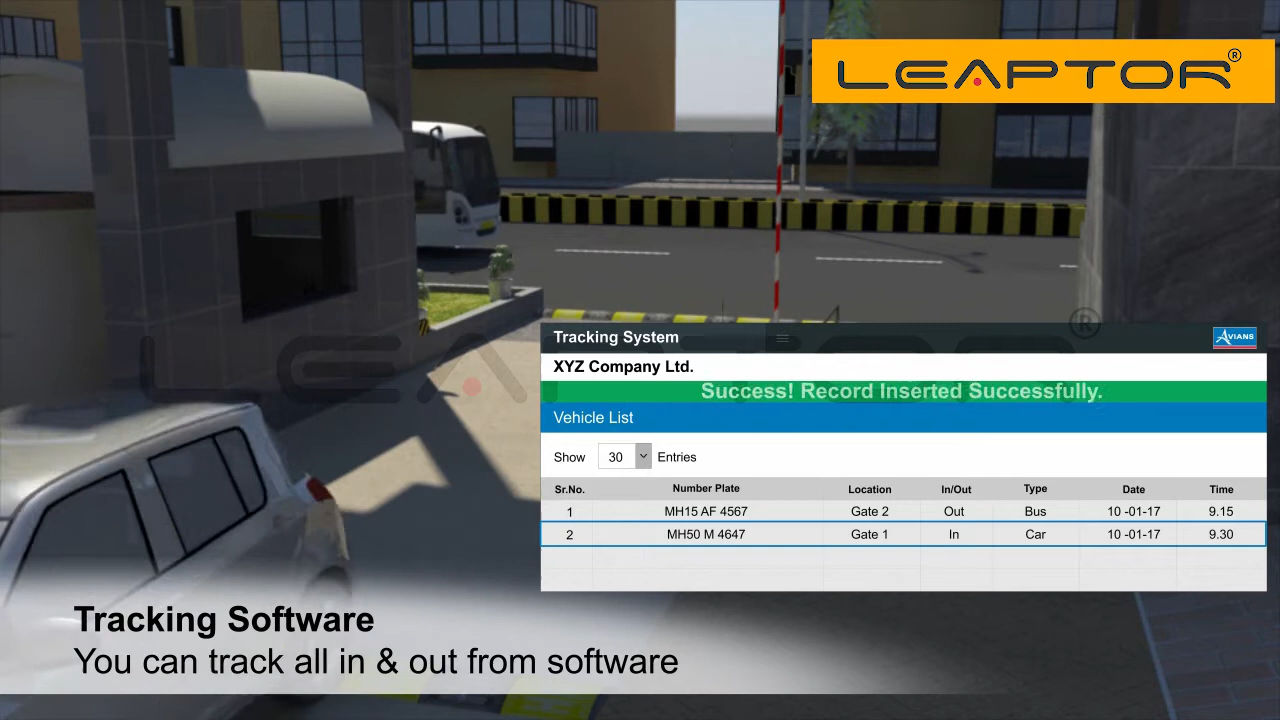 LEAPTOR®
LEAPTOR®
Tracking System
AVIANS
XYZ Company Ltd.
Success! Record Inserted Successfully.
Vehicle List
Show 30 Entries
Sr.No. Number Plate Location In/Out Type Date Time
1 MH15 AF 4567 Gate 2 Out Bus 10 -01-17 9.15
2 MH50 M 4647 Gate 1 In Car 10 -01-17 9.30
Tracking Software
You can track all in & out from software